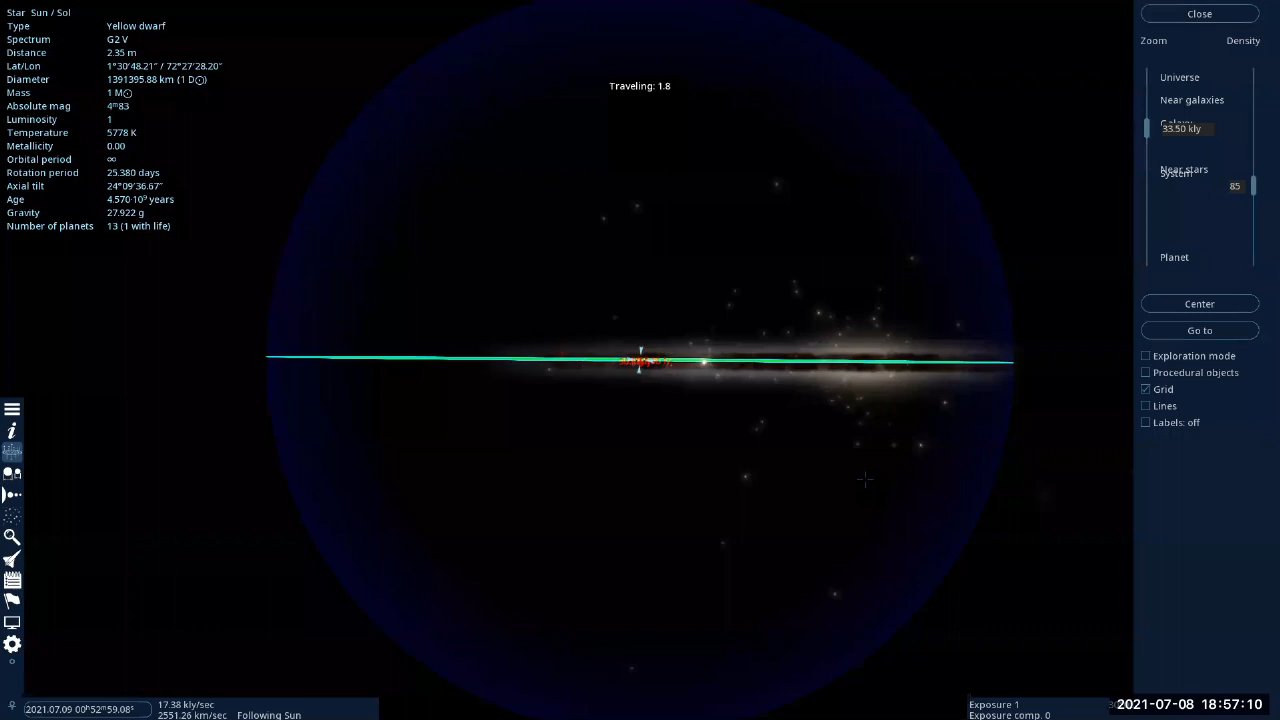 Star Sun / Sol
Type Yellow dwarf
Spectrum G2 V
Distance 2.35 m
Lat/Lon 1°30′48.21″ / 72°27′28.20″
Diameter 1391395.88 km (1 D☉)
Mass 1 M☉
Absolute mag 4ᵐ83
Luminosity 1
Temperature 5778 K
Metallicity 0.00
Orbital period ∞
Rotation period 25.380 days
Axial tilt 24°09′36.67″
Age 4.570·10⁹ years
Gravity 27.922 g
Number of planets 13 (1 with life)
Traveling: 1.8
Close
Zoom Density
Universe
Near galaxies
Galaxy
33.50 kly
Near stars
System
85
Planet
Center
Go to
Exploration mode
Procedural objects
Grid
Lines
Labels: off
2021.07.09 00ʰ52ᵐ59.08ˢ
17.38 kly/sec
2551.26 km/sec Following Sun
Exposure 1
Exposure comp. 0
2021-07-08 18:57:10